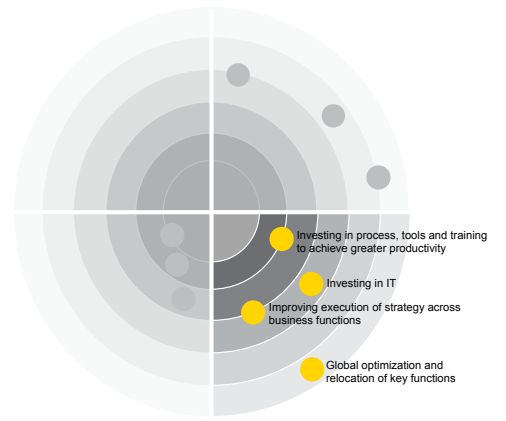 Investing in process, tools and training
to achieve greater productivity
Investing in IT
Improving execution of strategy across
business functions
Global optimization and
relocation of key functions